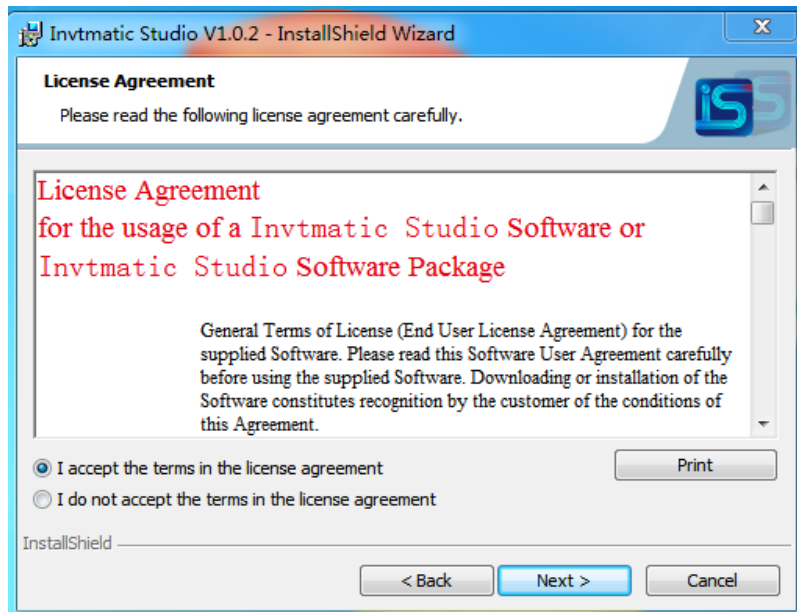 Invtmatic Studio V1.0.2 - InstallShield Wizard
License Agreement
Please read the following license agreement carefully.
iSS
License Agreement
for the usage of a Invtmatic Studio Software or
Invtmatic Studio Software Package
General Terms of License (End User License Agreement) for the
supplied Software. Please read this Software User Agreement carefully
before using the supplied Software. Downloading or installation of the
Software constitutes recognition by the customer of the conditions of
this Agreement.
I accept the terms in the license agreement
Print
I do not accept the terms in the license agreement
InstallShield
< Back
Next >
Cancel